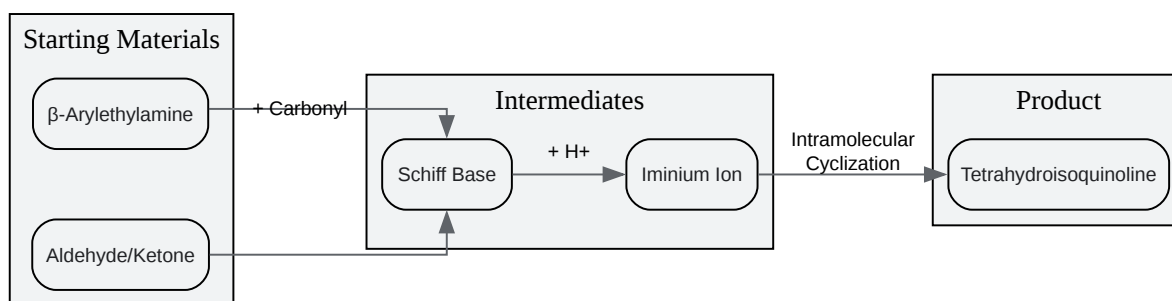 Starting Materials
β-Arylethylamine
Aldehyde/Ketone
+ Carbonyl
Intermediates
Schiff Base
+ H+
Iminium Ion
Intramolecular
Cyclization
Product
Tetrahydroisoquinoline